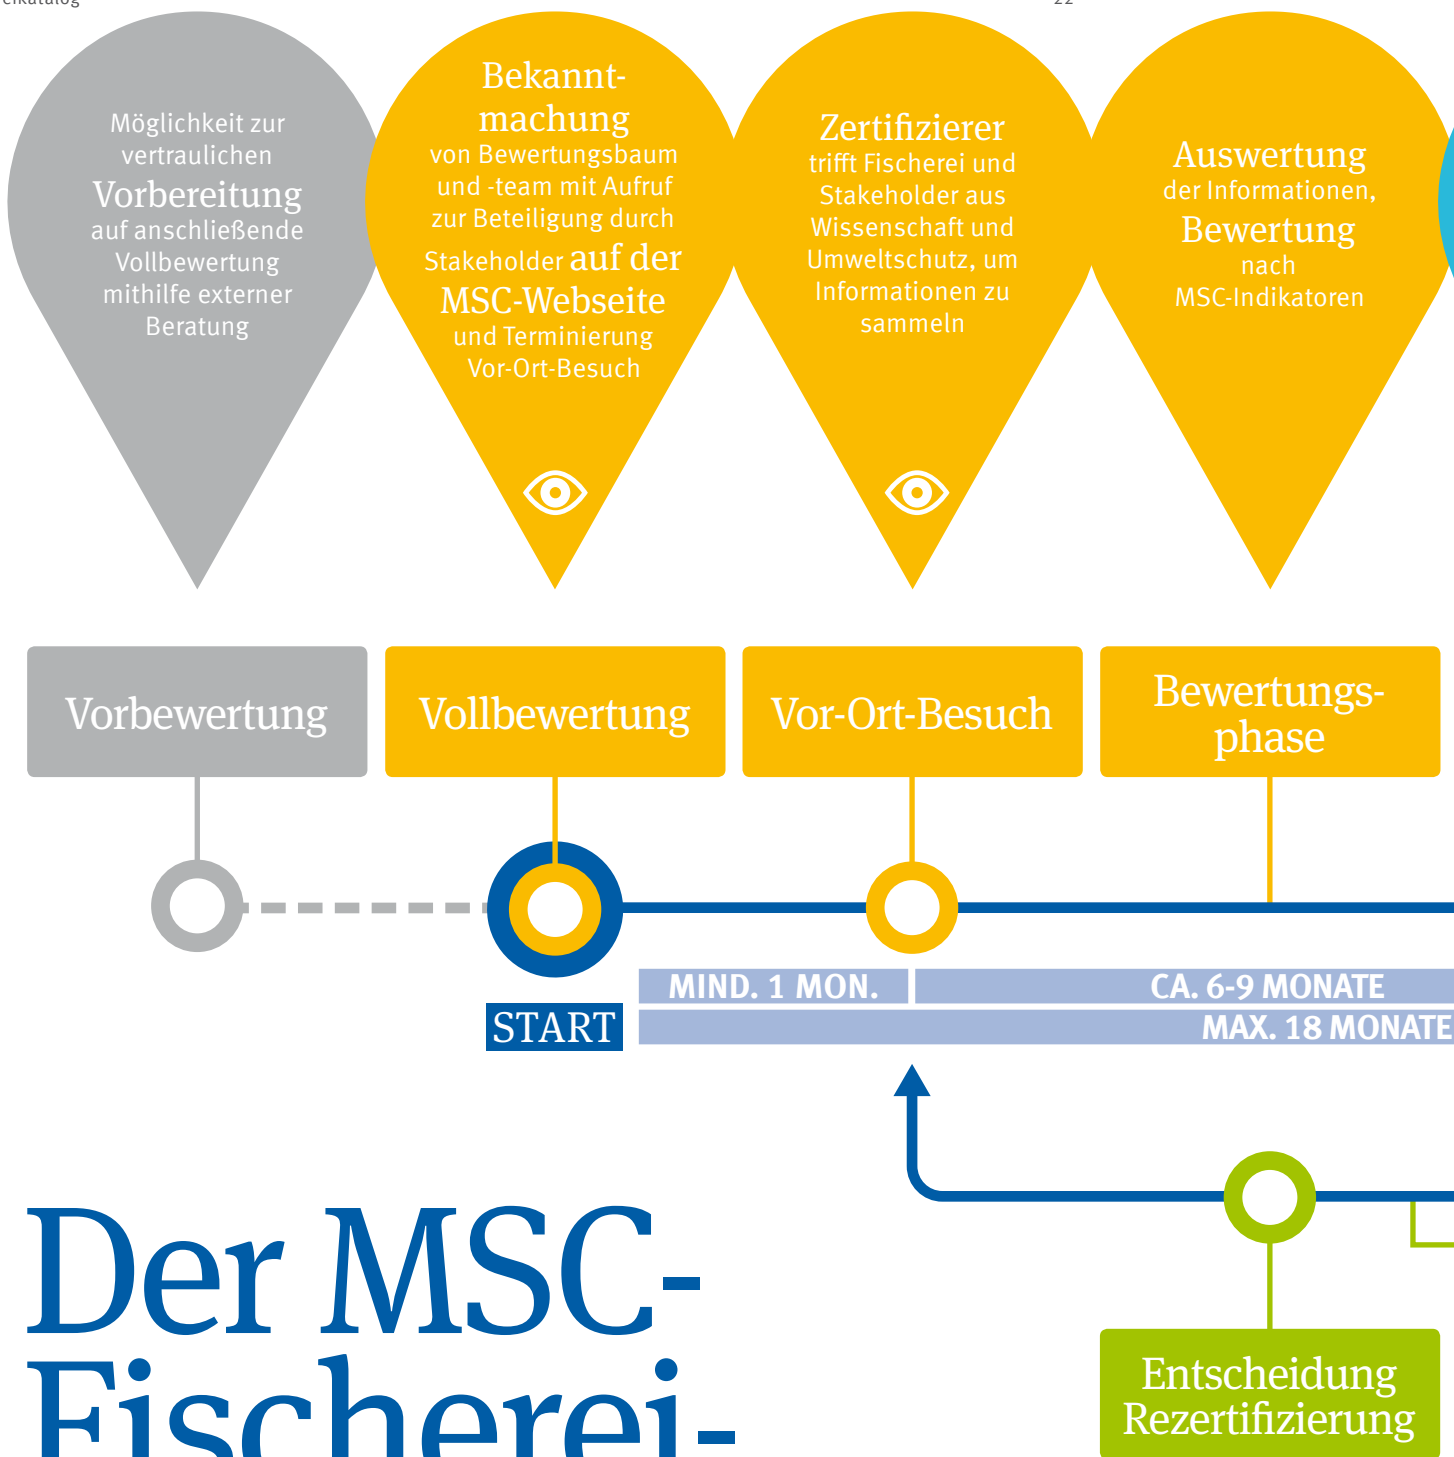 22
Möglichkeit zur
vertraulichen
Vorbereitung
auf anschließende
Vollbewertung
mithilfe externer
Beratung
Bekannt-
machung
von Bewertungsbaum
und -team mit Aufruf
zur Beteiligung durch
Stakeholder auf der
MSC-Webseite
und Terminierung
Vor-Ort-Besuch
Zertifizierer
trifft Fischerei und
Stakeholder aus
Wissenschaft und
Umweltschutz, um
Informationen zu
sammeln
Auswertung
der Informationen,
Bewertung
nach
MSC-Indikatoren
Vorbewertung
Vollbewertung
Vor-Ort-Besuch
Bewertungs-
phase
START
MIND. 1 MON.
CA. 6-9 MONATE
MAX. 18 MONATE
Der MSC-
Fischerei-
Entscheidung
Rezertifizierung